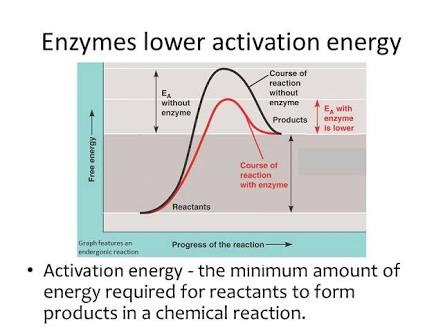 Enzymes lower activation energy
Course of
reaction
without
enzyme
E_A
without
enzyme
Products
E_A with
enzyme
is lower
Free energy
Course of
reaction
with enzyme
Reactants
Graph features an
endergonic reaction
Progress of the reaction
• Activation energy - the minimum amount of
energy required for reactants to form
products in a chemical reaction.